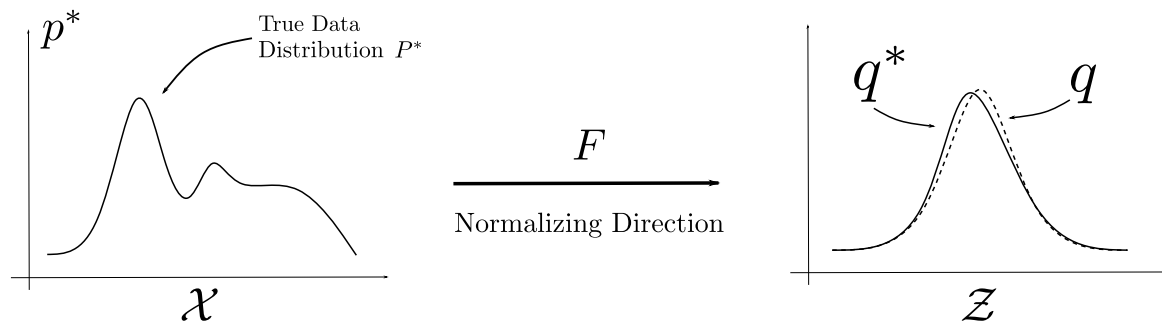 p*
True Data
Distribution P*
𝒳
F
Normalizing Direction
q*
q
𝒵